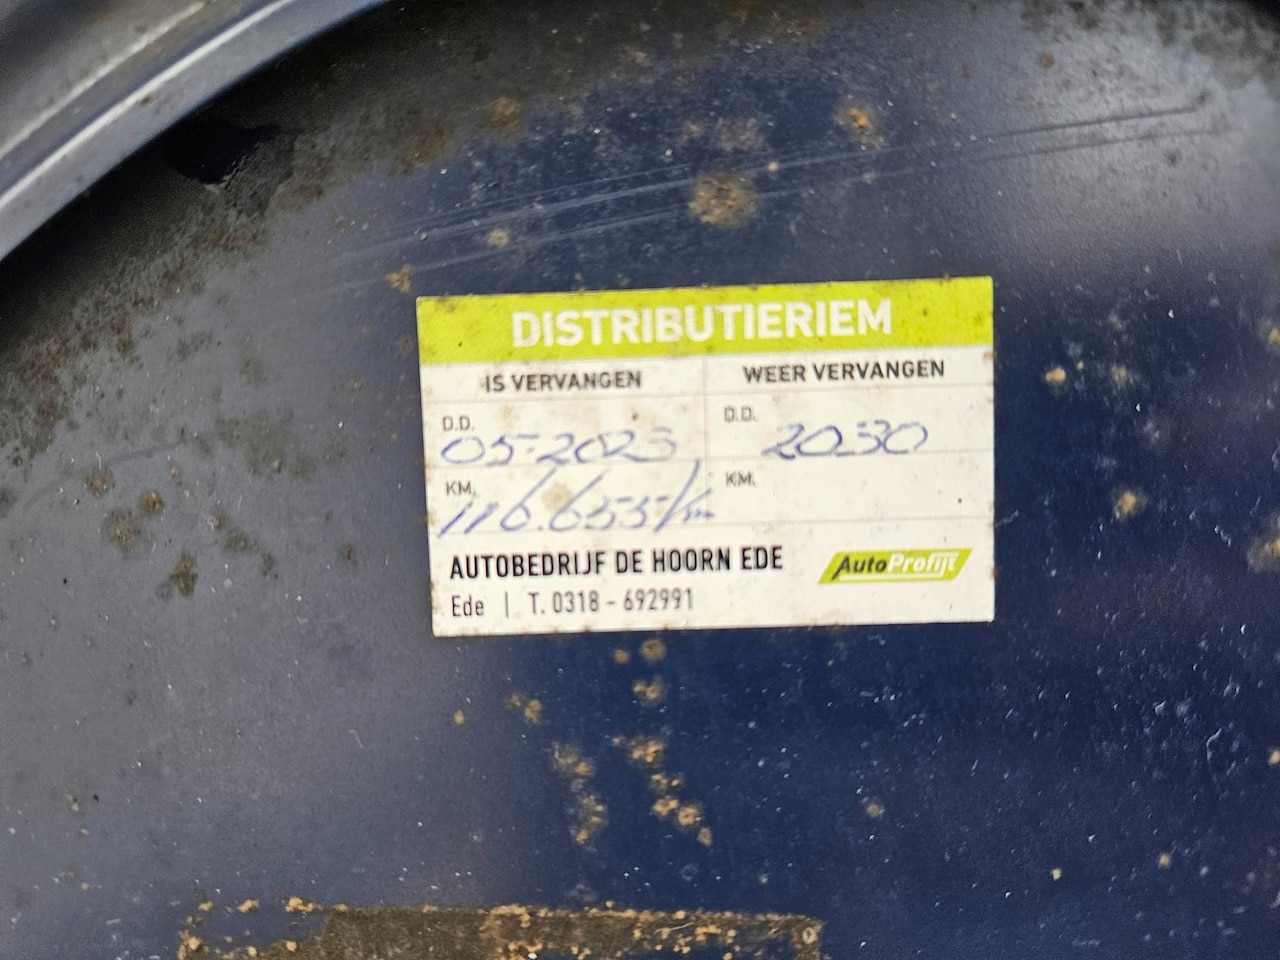 DISTRIBUTIERIEM
IS VERVANGEN WEER VERVANGEN
D.D. 05-2023 D.D. 2030
KM. 116.655 km KM.
AUTOBEDRIJF DE HOORN EDE AutoProfijt
Ede | T. 0318 - 692991